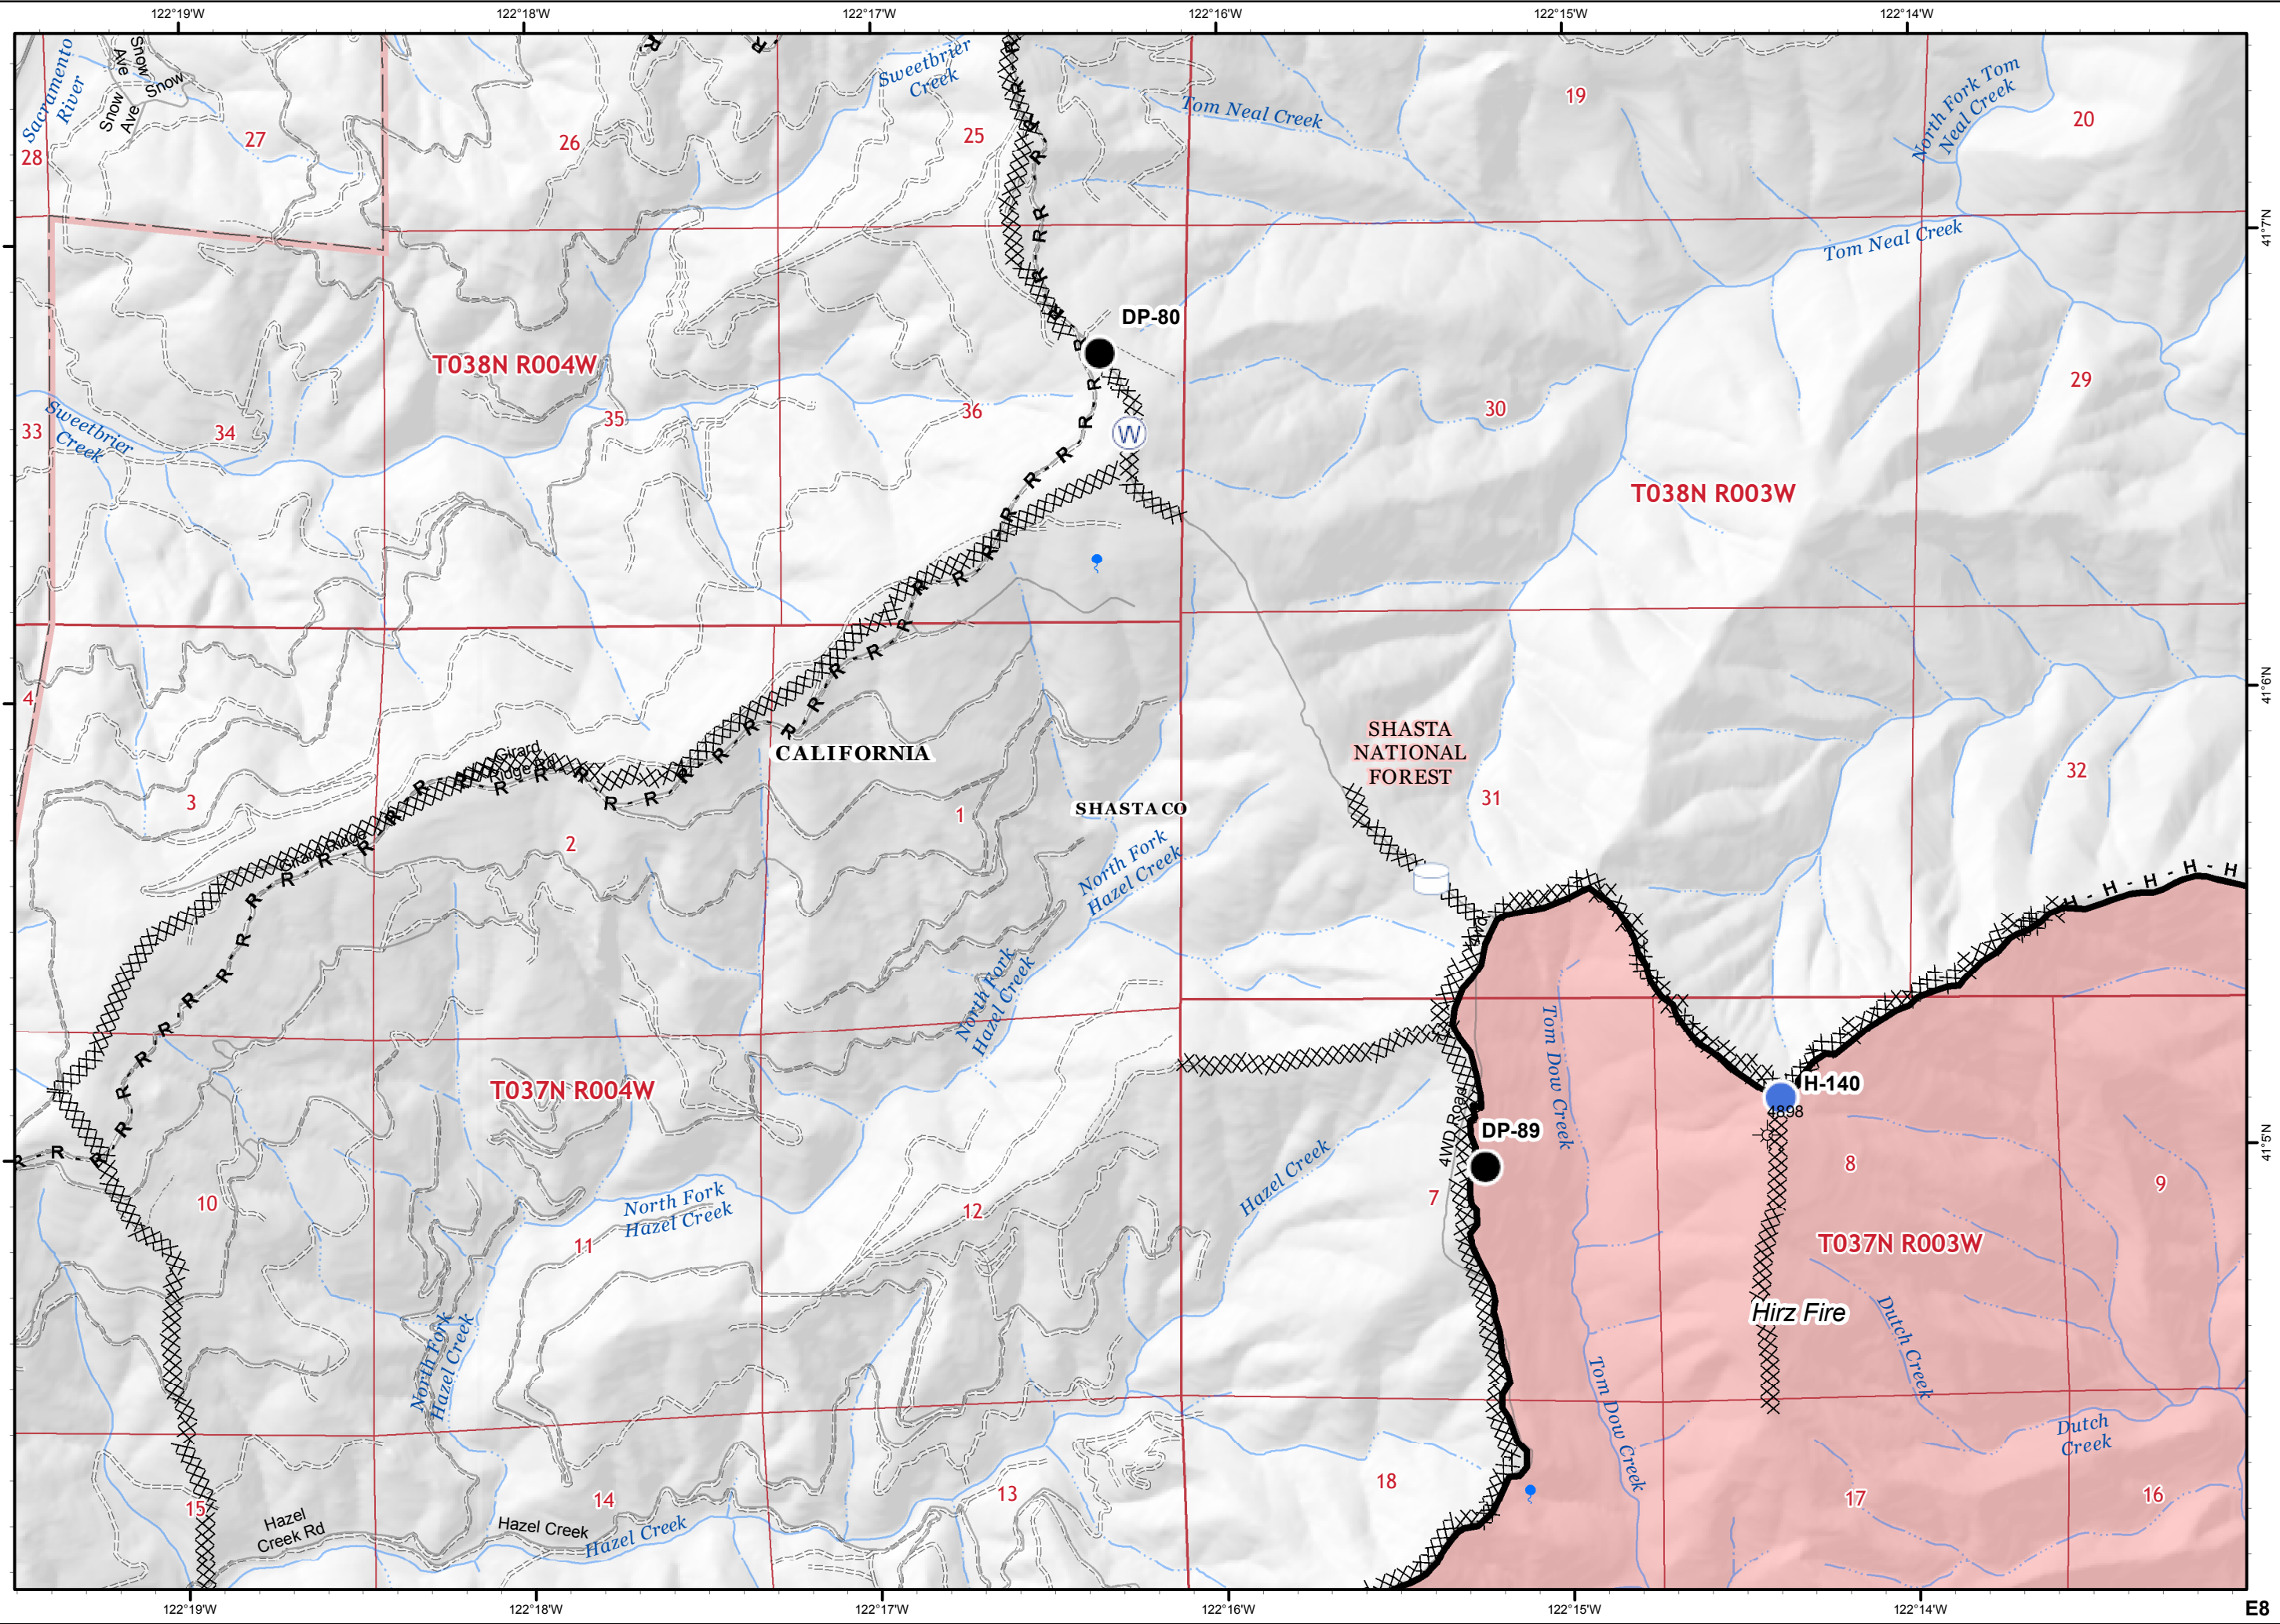 122°19'W
122°18'W
122°17'W
122°16'W
122°15'W
122°14'W
Sacramento
River
Snow
Ave
Snow
Snow
Snow
Ave
R
R
Sweetbrier
Creek
R
R
R
R
R
R
R
R
Tom Neal Creek
19
North Fork Tom
Neal Creek
20
28
27
26
25
41°7'N
Tom Neal Creek
DP-80
T038N R004W
R
R
R
R
R
R
W
Sweetbrier
Creek
33
34
35
36
30
29
T038N R003W
R
R
R
R
R
R
R
R
R
R
R
R
41°6'N
4
3
2
1
31
32
Girard
Ridge Rd
Girard Ridge
CALIFORNIA
SHASTA
NATIONAL
FOREST
SHASTA CO
North Fork
Hazel Creek
H - H - H - H - H
4WD
North Fork
Hazel Creek
T037N R004W
Tom Dow Creek
H-140
4898
4WD Road
DP-89
41°5'N
R
R
R
10
11
12
7
8
9
North Fork
Hazel Creek
Hazel Creek
T037N R003W
Hirz Fire
North Fork
Hazel Creek
Tom Dow Creek
Dutch Creek
Dutch
Creek
15
14
13
18
17
16
Hazel
Creek Rd
Hazel Creek
Hazel Creek
122°19'W
122°18'W
122°17'W
122°16'W
122°15'W
122°14'W
E8